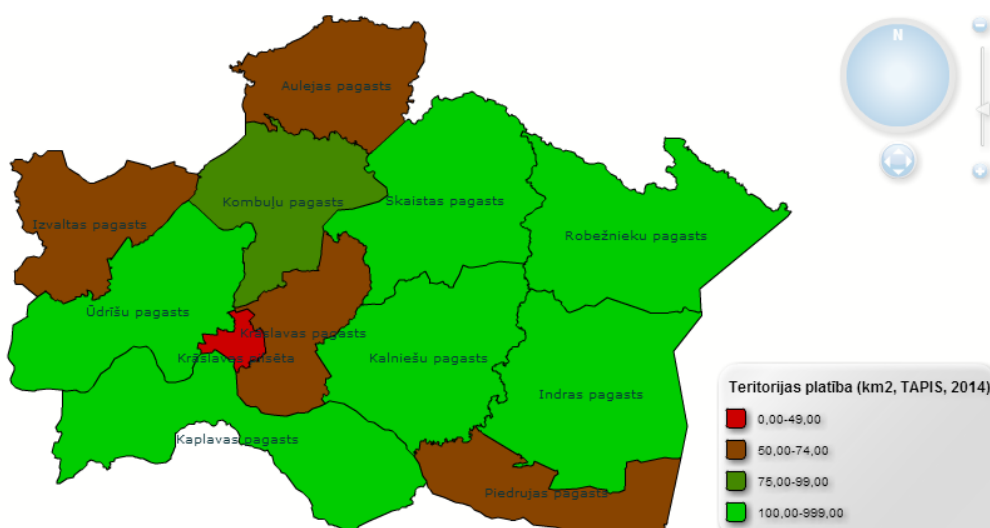 N
Aulejas pagasts
Kombuļu pagasts
Skaistas pagasts
Izvaltas pagasts
Robežnieku pagasts
Ūdrīšu pagasts
Krāslavas pagasts
Krāslavas pilsēta
Kalniešu pagasts
Indras pagasts
Kaplavas pagasts
Piedrujas pagasts
Teritorijas platība (km2, TAPIS, 2014)
0,00-49,00
50,00-74,00
75,00-99,00
100,00-999,00